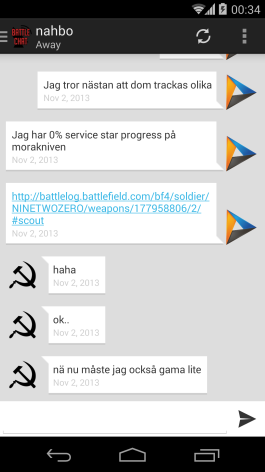 00:34
BATTLE
CHAT
nahbo
Away
Jag tror nästan att dom trackas olika
Nov 2, 2013
Jag har 0% service star progress på
morakniven
Nov 2, 2013
http://battlelog.battlefield.com/bf4/soldier/
NINETWOZERO/weapons/177958806/2/
#scout
Nov 2, 2013
haha
Nov 2, 2013
ok..
Nov 2, 2013
nä nu måste jag också gama lite
Nov 2, 2013